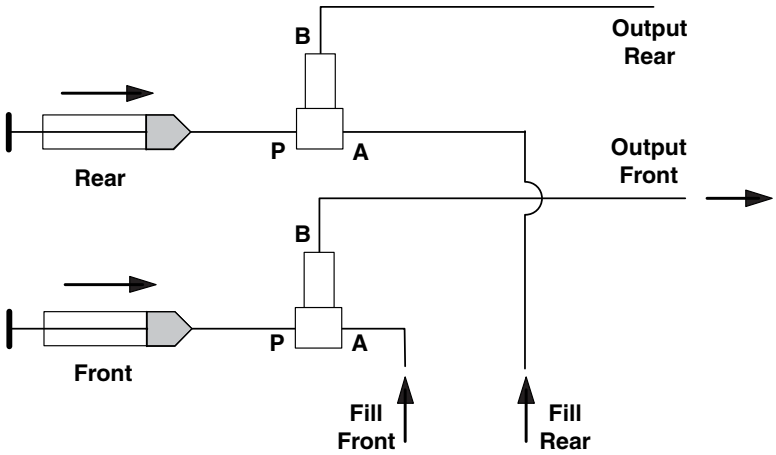 B
Output
Rear
P
A
Rear
Output
Front
B
P
A
Front
Fill
Front
Fill
Rear